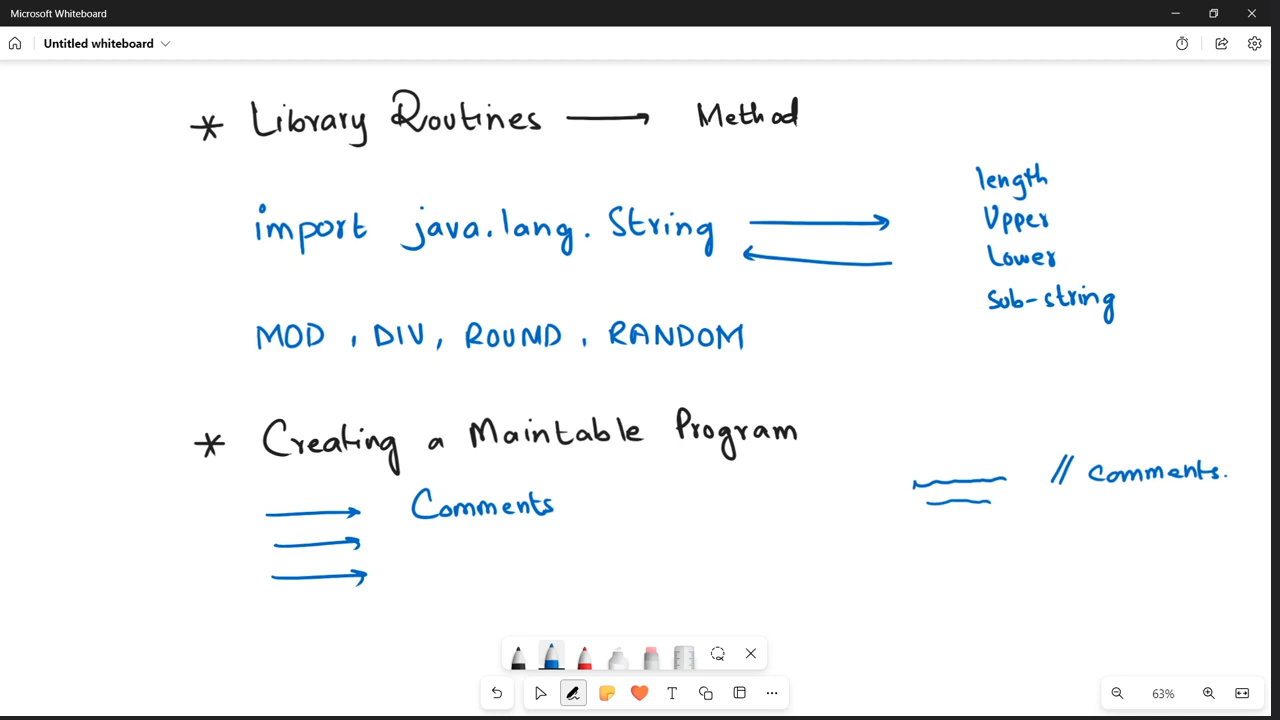 Microsoft Whiteboard
Untitled whiteboard
* Library Routines → Method
import java.lang.String
length
Upper
Lower
Sub-string
MOD, DIV, ROUND, RANDOM
* Creating a Maintable Program
Comments
// comments.
63%